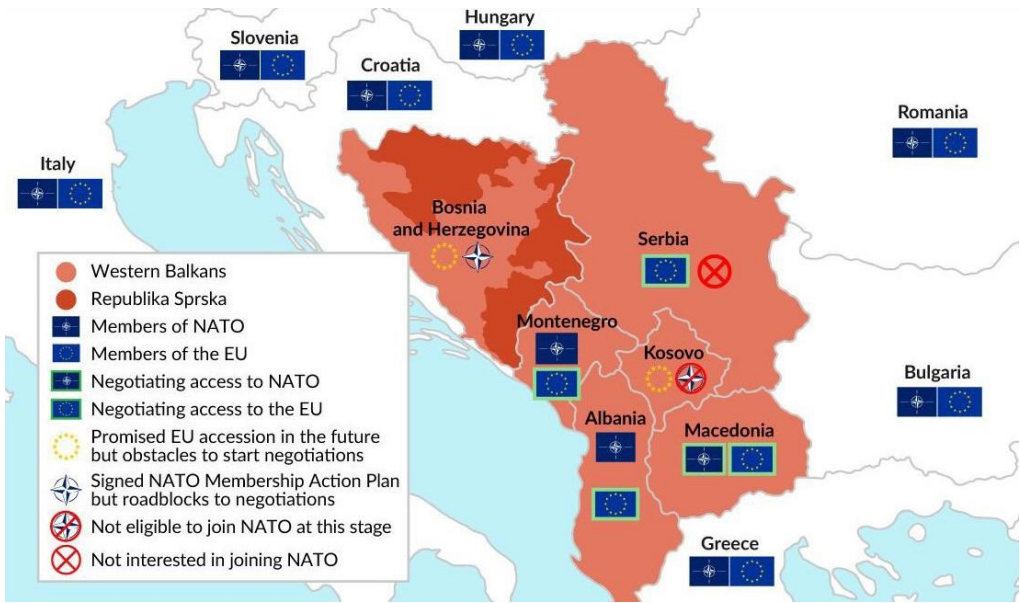 Hungary
Slovenia
Croatia
Romania
Italy
Bosnia
and Herzegovina
Serbia
Western Balkans
Republika Sprska
Members of NATO
Members of the EU
Negotiating access to NATO
Negotiating access to the EU
Promised EU accession in the future
but obstacles to start negotiations
Signed NATO Membership Action Plan
but roadblocks to negotiations
Not eligible to join NATO at this stage
Not interested in joining NATO
Montenegro
Kosovo
Bulgaria
Albania
Macedonia
Greece